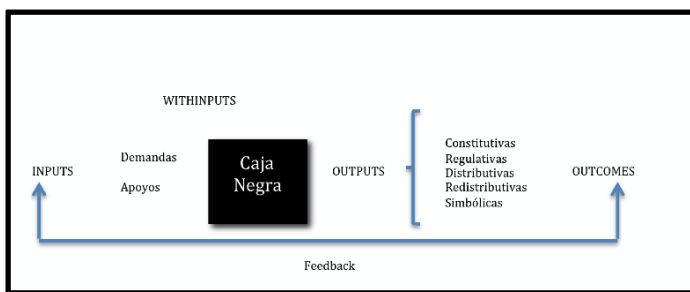 WITHINPUTS
INPUTS
Demandas
Apoyos
Caja
Negra
OUTPUTS
Constitutivas
Regulativas
Distributivas
Redistributivas
Simbólicas
OUTCOMES
Feedback